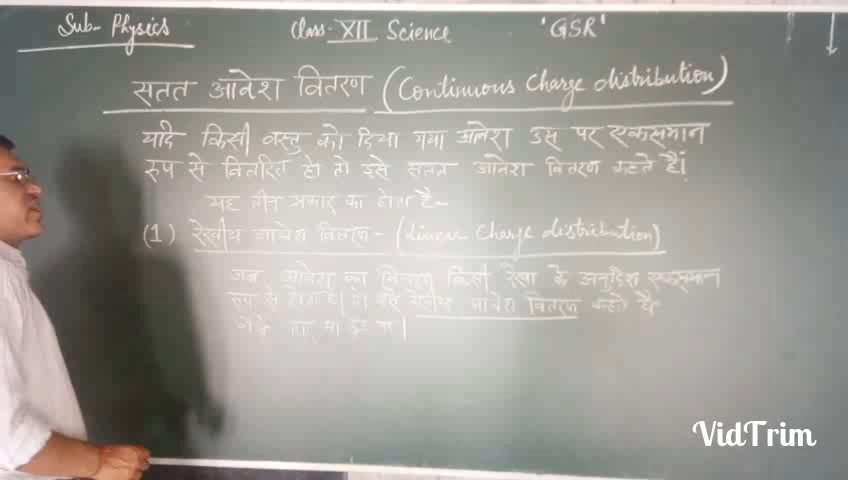 Sub- Physics Class- XII Science 'GSR'
सतत आवेश वितरण (Continuous Charge distribution)
यदि किसी वस्तु को दिया गया आवेश उस पर एकसमान
रूप से वितरित हो तो इसे सतत आवेश वितरण कहते हैं।
यह तीन प्रकार का होता है-
(1) रेखीय आवेश वितरण - (Linear Charge distribution)
जब आवेश का वितरण किसी रेखा के अनुदिश एकसमान
रूप से होता है। तो इसे रेखीय आवेश वितरण कहते हैं
जैसे तार
VidTrim